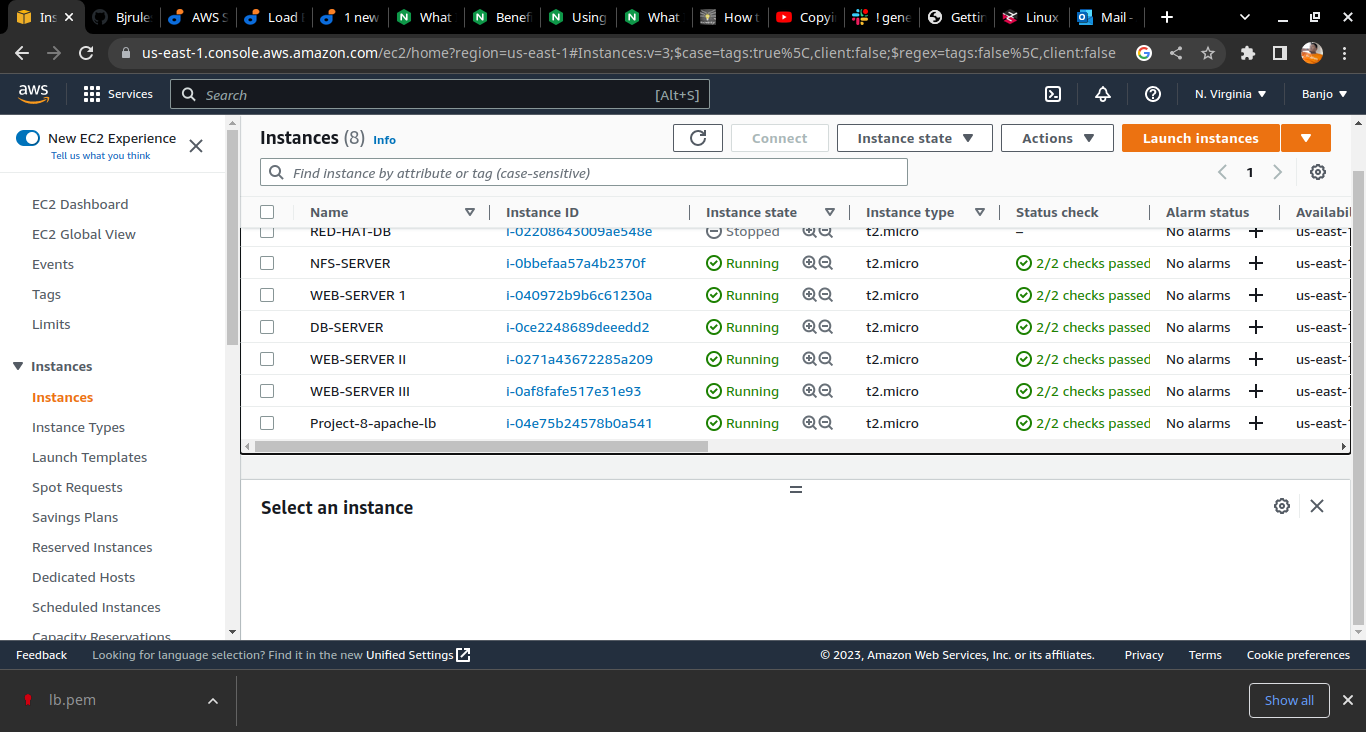 Ins Bjrule AWS S Load 1 new What Benef Using What How t Copyi ! gene Gettin Linux Mail -
us-east-1.console.aws.amazon.com/ec2/home?region=us-east-1#Instances:v=3;$case=tags:true%5C,client:false;$regex=tags:false%5C,client:false
aws Services Search [Alt+S] N. Virginia Banjo
New EC2 Experience
Tell us what you think
EC2 Dashboard
EC2 Global View
Events
Tags
Limits
Instances
Instances
Instance Types
Launch Templates
Spot Requests
Savings Plans
Reserved Instances
Dedicated Hosts
Scheduled Instances
Capacity Reservations
Instances (8) Info Connect Instance state Actions Launch instances
Find instance by attribute or tag (case-sensitive) 1
Name Instance ID Instance state Instance type Status check Alarm status Availabil
RED-HAT-DB i-02208643009ae548e Stopped t2.micro – No alarms + us-east-1
NFS-SERVER i-0bbefaa57a4b2370f Running t2.micro 2/2 checks passed No alarms + us-east-1
WEB-SERVER 1 i-040972b9b6c61230a Running t2.micro 2/2 checks passed No alarms + us-east-1
DB-SERVER i-0ce2248689deeedd2 Running t2.micro 2/2 checks passed No alarms + us-east-1
WEB-SERVER II i-0271a43672285a209 Running t2.micro 2/2 checks passed No alarms + us-east-1
WEB-SERVER III i-0af8fafe517e31e93 Running t2.micro 2/2 checks passed No alarms + us-east-1
Project-8-apache-lb i-04e75b24578b0a541 Running t2.micro 2/2 checks passed No alarms + us-east-1
Select an instance
Feedback Looking for language selection? Find it in the new Unified Settings © 2023, Amazon Web Services, Inc. or its affiliates. Privacy Terms Cookie preferences
lb.pem Show all